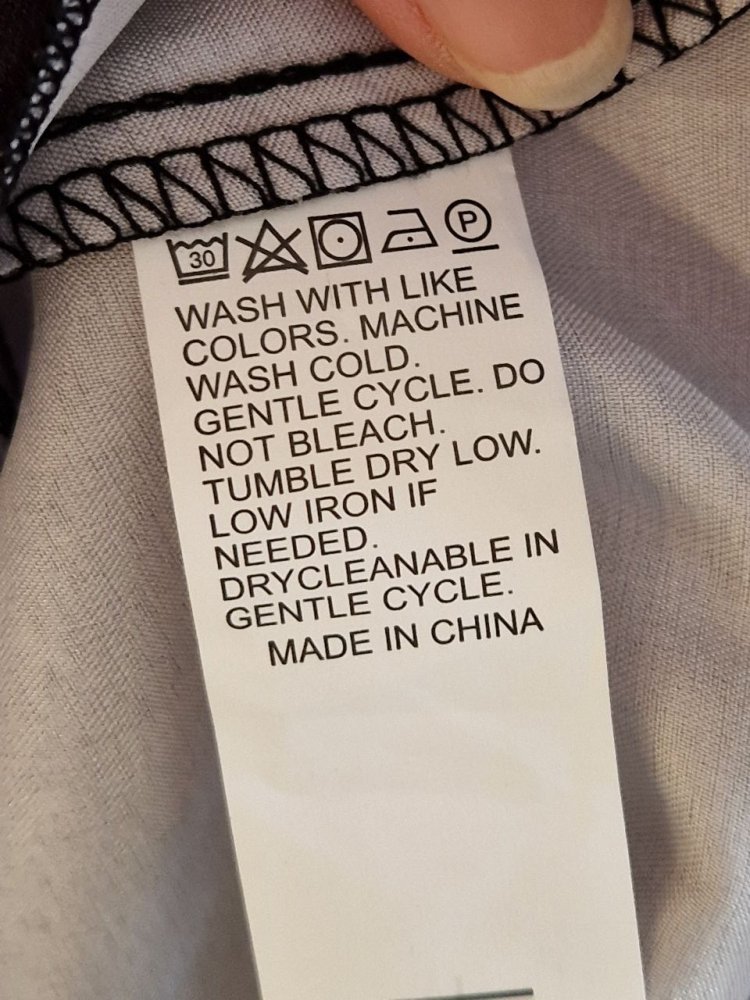 30 P
WASH WITH LIKE
COLORS. MACHINE
WASH COLD.
GENTLE CYCLE. DO
NOT BLEACH.
TUMBLE DRY LOW.
LOW IRON IF
NEEDED.
DRYCLEANABLE IN
GENTLE CYCLE.
MADE IN CHINA